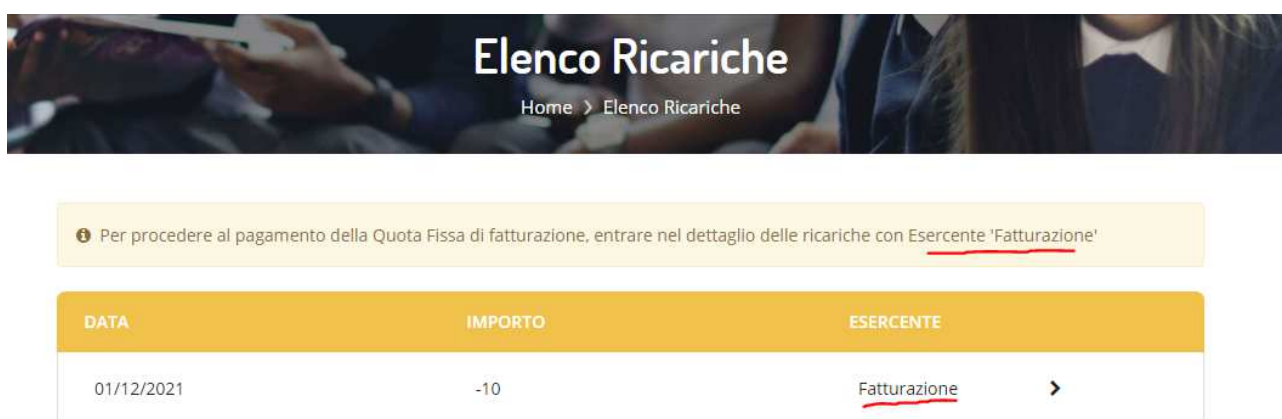 Elenco Ricariche
Home > Elenco Ricariche
Per procedere al pagamento della Quota Fissa di fatturazione, entrare nel dettaglio delle ricariche con Esercente 'Fatturazione'
DATA IMPORTO ESERCENTE
01/12/2021 -10 Fatturazione